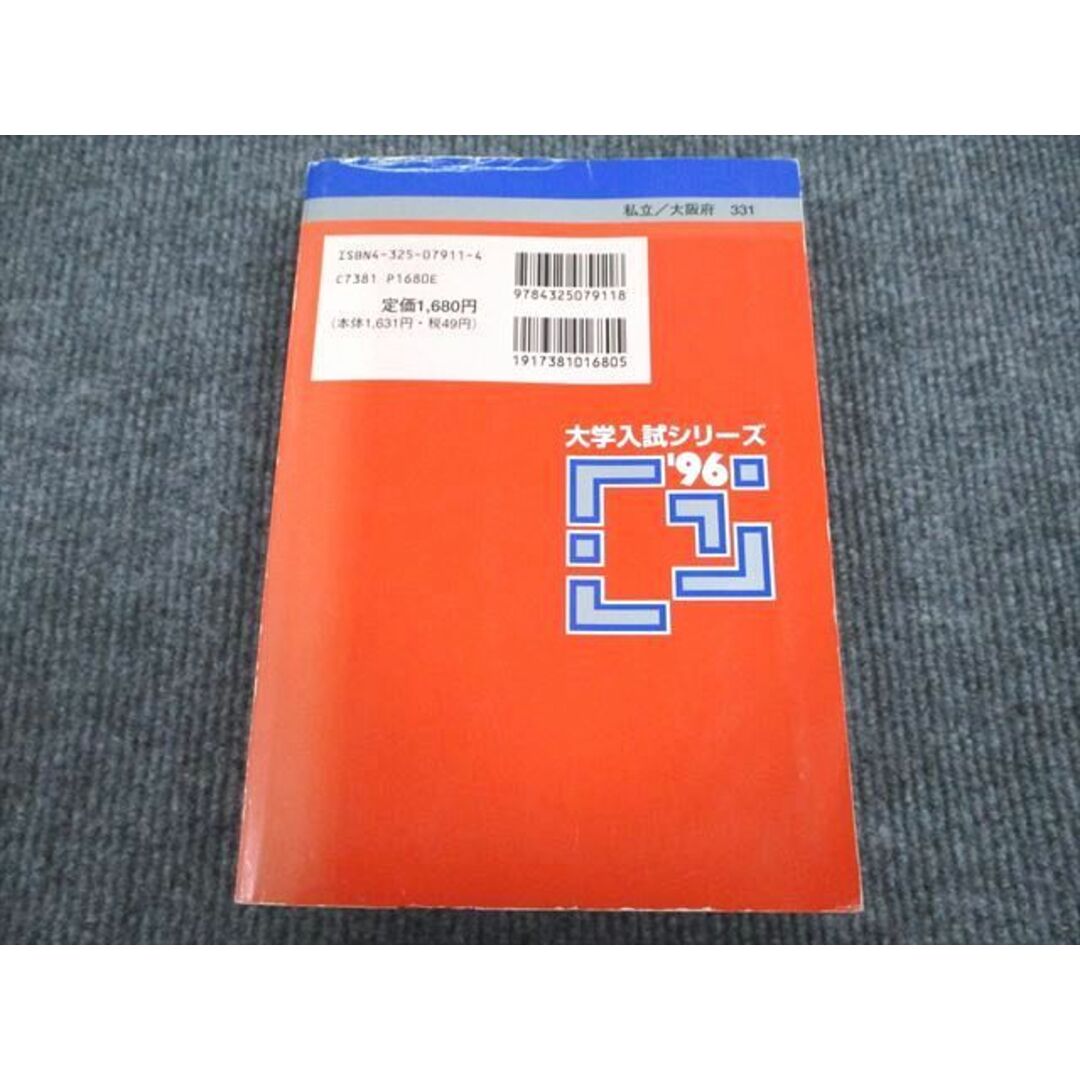 私立／大阪府 331
ISBN4-325-07911-4
C7381 P1680E
定価1,680円
(本体1,631円・税49円)
9784325079118
1917381016805
大学入試シリーズ
'96